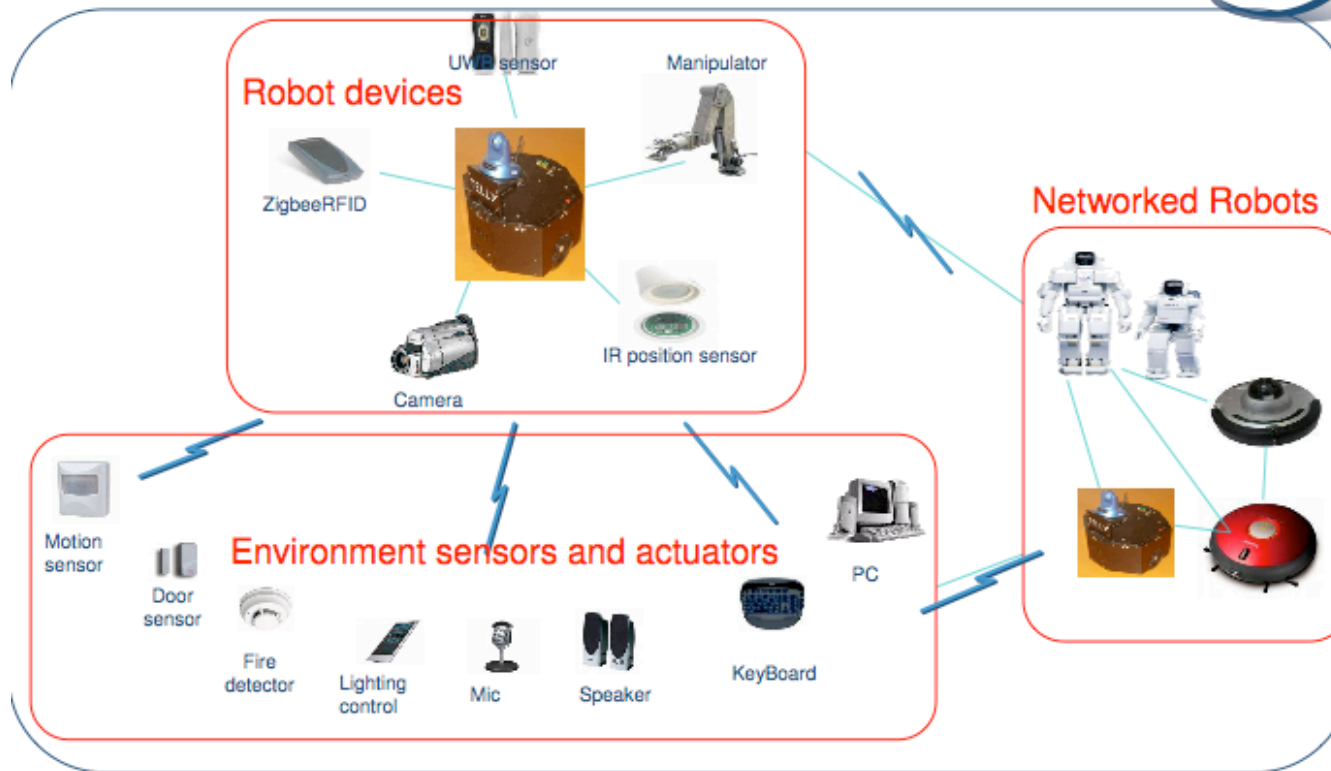 UWB sensor
Manipulator
Robot devices
ZigbeeRFID
IR position sensor
Camera
Networked Robots
Motion
sensor
Environment sensors and actuators
PC
Door
sensor
Fire
detector
Lighting
control
Mic
Speaker
KeyBoard